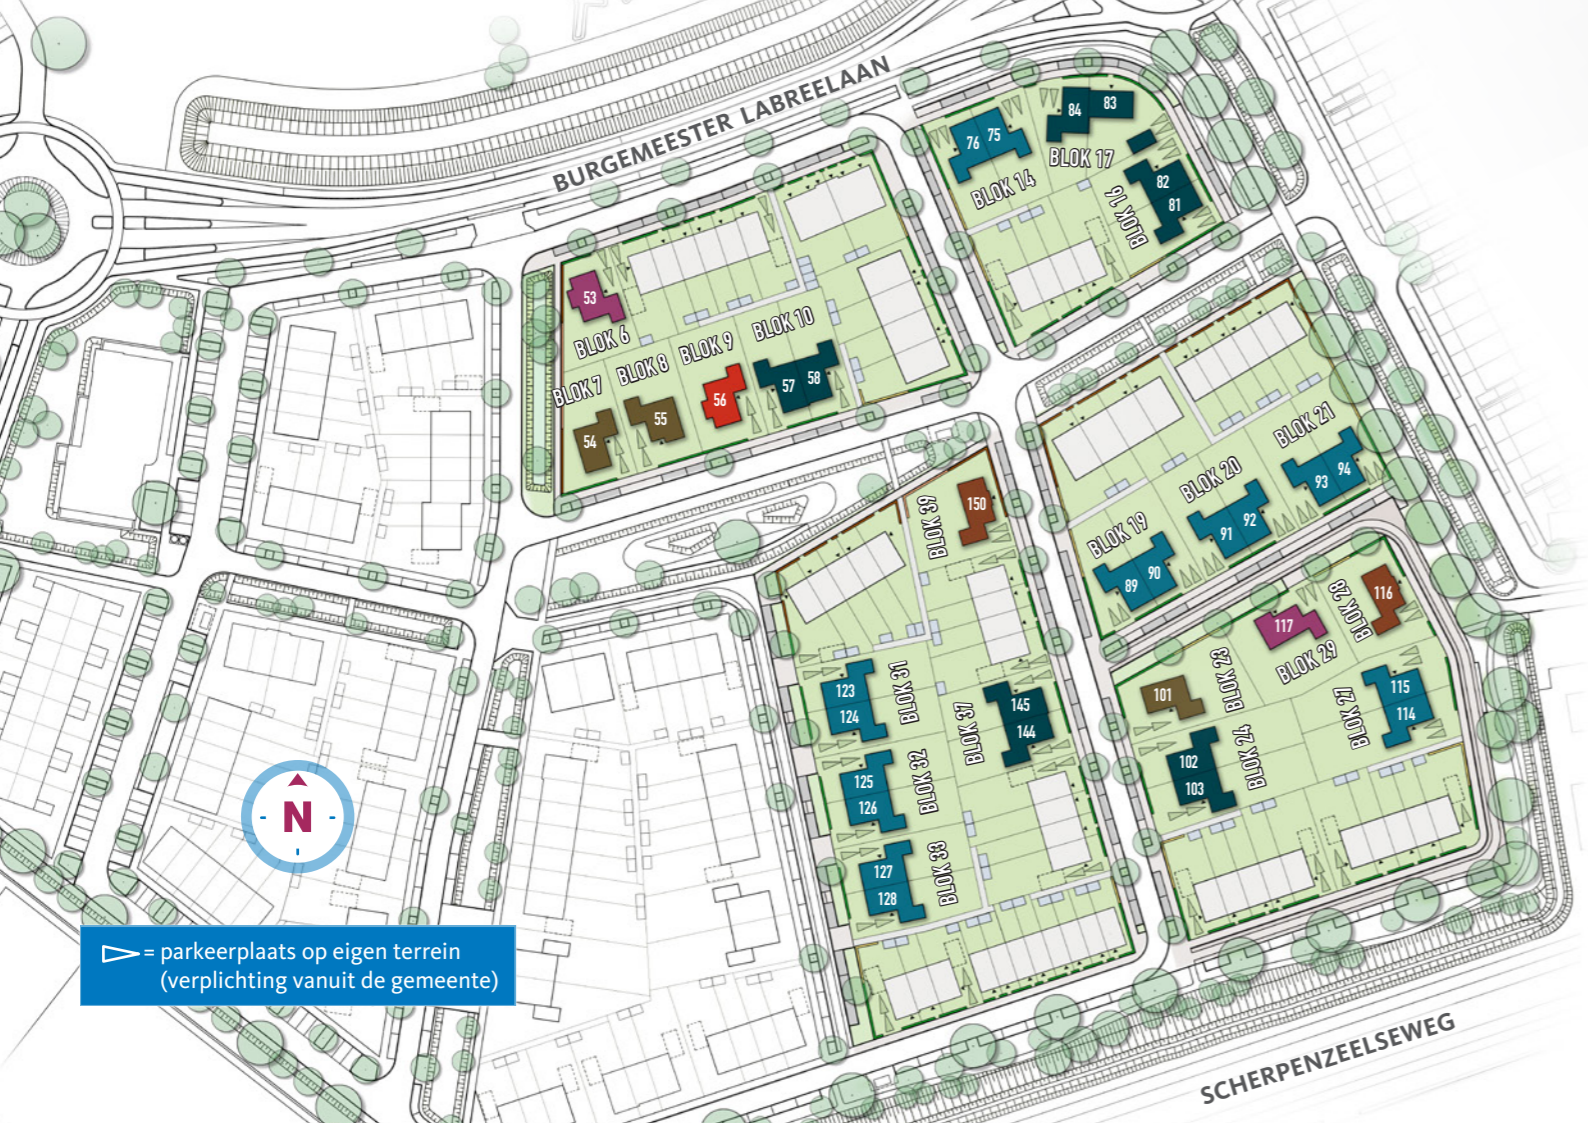 BURGEMEESTER LABREELAAN
84
83
76
75
BLOK 17
BLOK 14
82
81
BLOK 16
53
BLOK 6
BLOK 7
BLOK 8
BLOK 9
BLOK 10
54
55
56
57
58
BLOK 39
150
BLOK 19
BLOK 20
BLOK 21
89
90
91
92
93
94
BLOK 28
116
117
BLOK 29
BLOK 23
101
BLOK 24
102
103
BLOK 27
115
114
123
124
BLOK 31
BLOK 37
145
144
125
126
BLOK 32
127
128
BLOK 33
N
= parkeerplaats op eigen terrein
(verplichting vanuit de gemeente)
SCHERPENZEELSEWEG